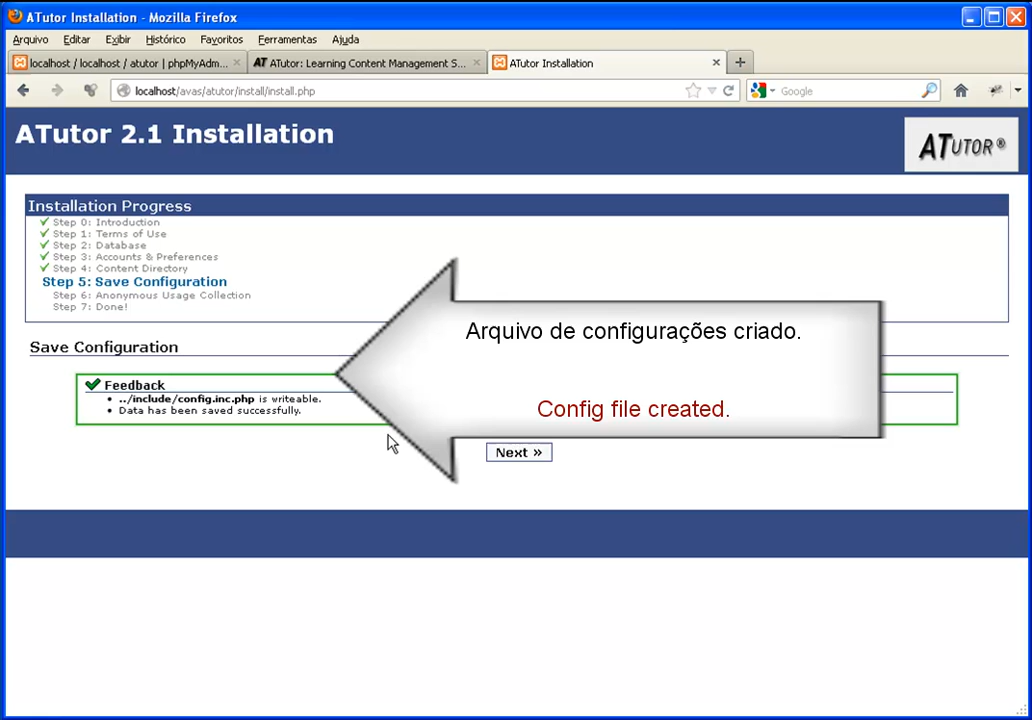 ATutor Installation - Mozilla Firefox
Arquivo Editar Exibir Histórico Favoritos Ferramentas Ajuda
localhost / localhost / atutor | phpMyAdm...
ATutor: Learning Content Management S...
ATutor Installation
localhost/avas/atutor/install/install.php
Google
ATutor 2.1 Installation
ATUTOR®
Installation Progress
Step 0: Introduction
Step 1: Terms of Use
Step 2: Database
Step 3: Accounts & Preferences
Step 4: Content Directory
Step 5: Save Configuration
Step 6: Anonymous Usage Collection
Step 7: Done!
Arquivo de configurações criado.
Config file created.
Save Configuration
Feedback
../include/config.inc.php is writeable.
Data has been saved successfully.
Next »